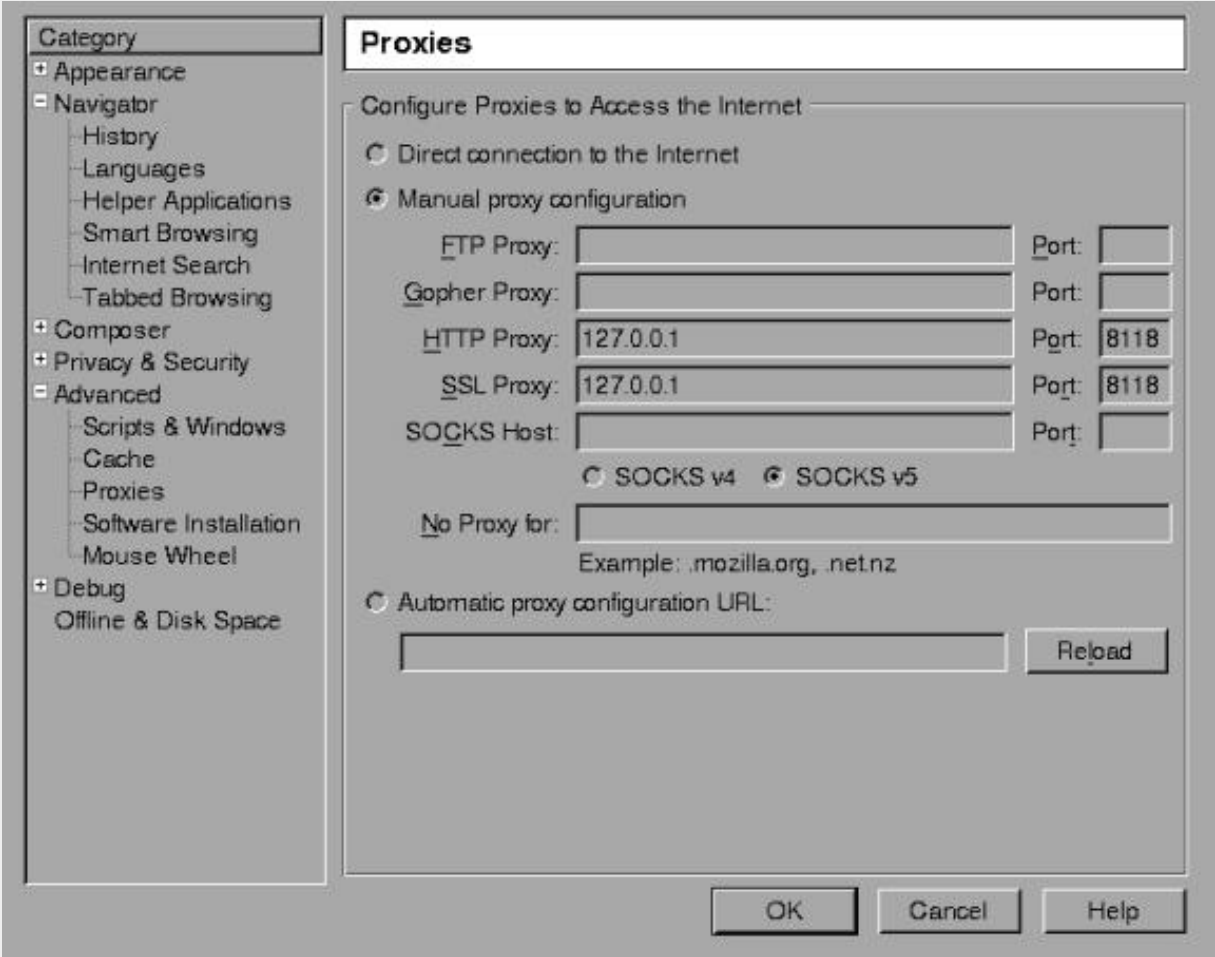 Category
Appearance
Navigator
History
Languages
Helper Applications
Smart Browsing
Internet Search
Tabbed Browsing
Composer
Privacy & Security
Advanced
Scripts & Windows
Cache
Proxies
Software Installation
Mouse Wheel
Debug
Offline & Disk Space
Proxies
Configure Proxies to Access the Internet
Direct connection to the Internet
Manual proxy configuration
FTP Proxy: Port:
Gopher Proxy: Port:
HTTP Proxy: 127.0.0.1 Port: 8118
SSL Proxy: 127.0.0.1 Port: 8118
SOCKS Host: Port:
SOCKS v4 SOCKS v5
No Proxy for:
Example: .mozilla.org, .net.nz
Automatic proxy configuration URL:
Reload
OK Cancel Help